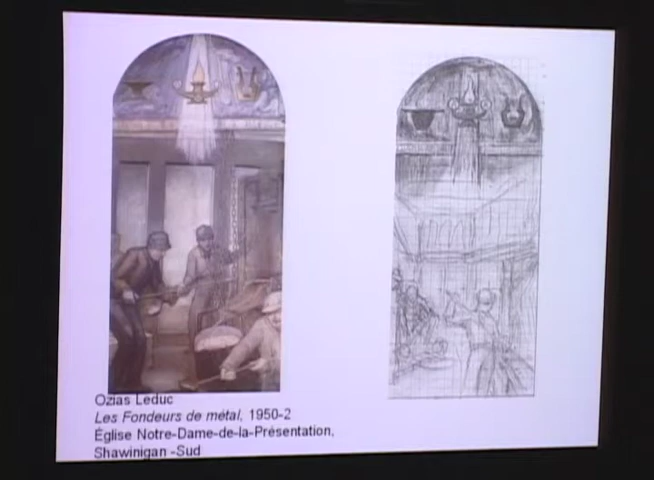 Ozias Leduc
Les Fondeurs de métal, 1950-2
Église Notre-Dame-de-la-Présentation,
Shawinigan -Sud